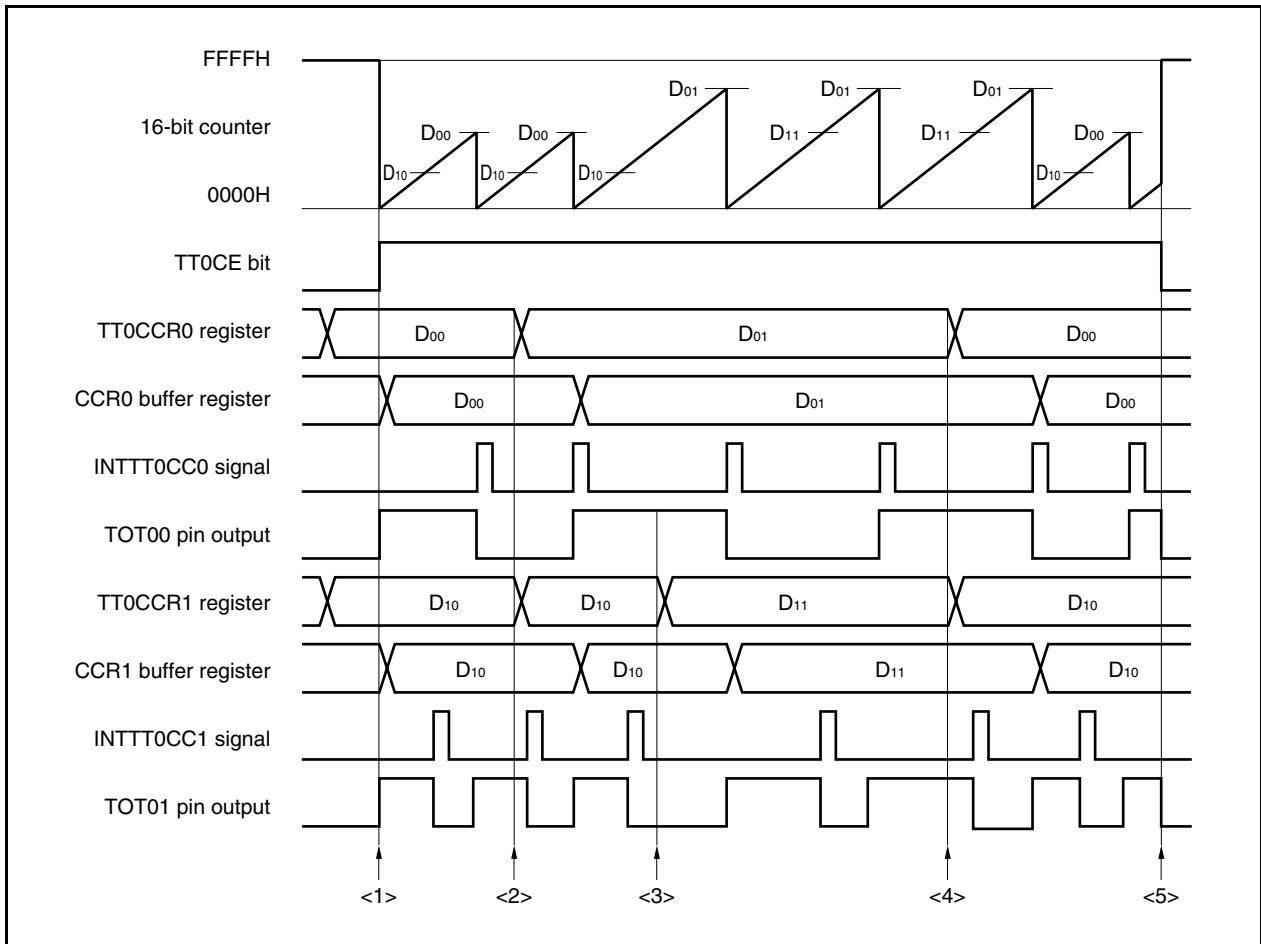 FFFFH
D01 D01 D01
16-bit counter
D00 D00 D11 D11 D00
D10 D10 D10 D10
0000H
TT0CE bit
TT0CCR0 register D00 D01 D00
CCR0 buffer register D00 D01 D00
INTTT0CC0 signal
TOT00 pin output
TT0CCR1 register D10 D10 D11 D10
CCR1 buffer register D10 D10 D11 D10
INTTT0CC1 signal
TOT01 pin output
<1> <2> <3> <4> <5>